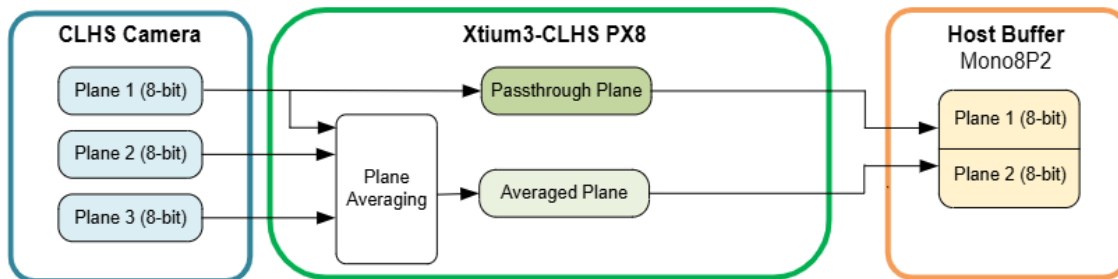 CLHS Camera
Plane 1 (8-bit)
Plane 2 (8-bit)
Plane 3 (8-bit)
Xtium3-CLHS PX8
Passthrough Plane
Plane
Averaging
Averaged Plane
Host Buffer
Mono8P2
Plane 1 (8-bit)
Plane 2 (8-bit)